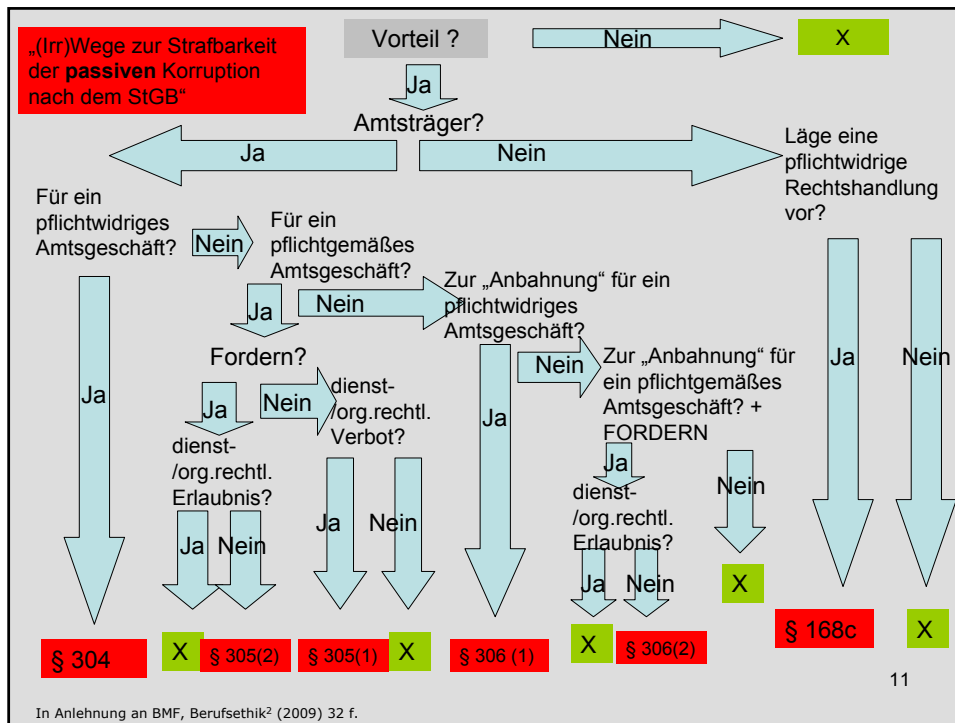 „(Irr)Wege zur Strafbarkeit
der passiven Korruption
nach dem StGB“
Vorteil ?
Nein
X
Ja
Amtsträger?
Ja
Nein
Läge eine
pflichtwidrige
Rechtshandlung
vor?
Für ein
pflichtwidriges
Amtsgeschäft?
Nein
Für ein
pflichtgemäßes
Amtsgeschäft?
Ja
Nein
Zur „Anbahnung“ für ein
pflichtwidriges
Amtsgeschäft?
Fordern?
Nein
Zur „Anbahnung“ für
ein pflichtgemäßes
Amtsgeschäft? +
FORDERN
Ja
Ja
Nein
Ja
Nein
dienst-
/org.rechtl.
Verbot?
Ja
dienst-
/org.rechtl.
Erlaubnis?
Ja
Nein
dienst-
/org.rechtl.
Erlaubnis?
Ja
Nein
Ja
Nein
Ja
Nein
X
§ 304
X
§ 305(2)
§ 305(1)
X
§ 306 (1)
X
§ 306(2)
§ 168c
X
11
In Anlehnung an BMF, Berufsethik² (2009) 32 f.